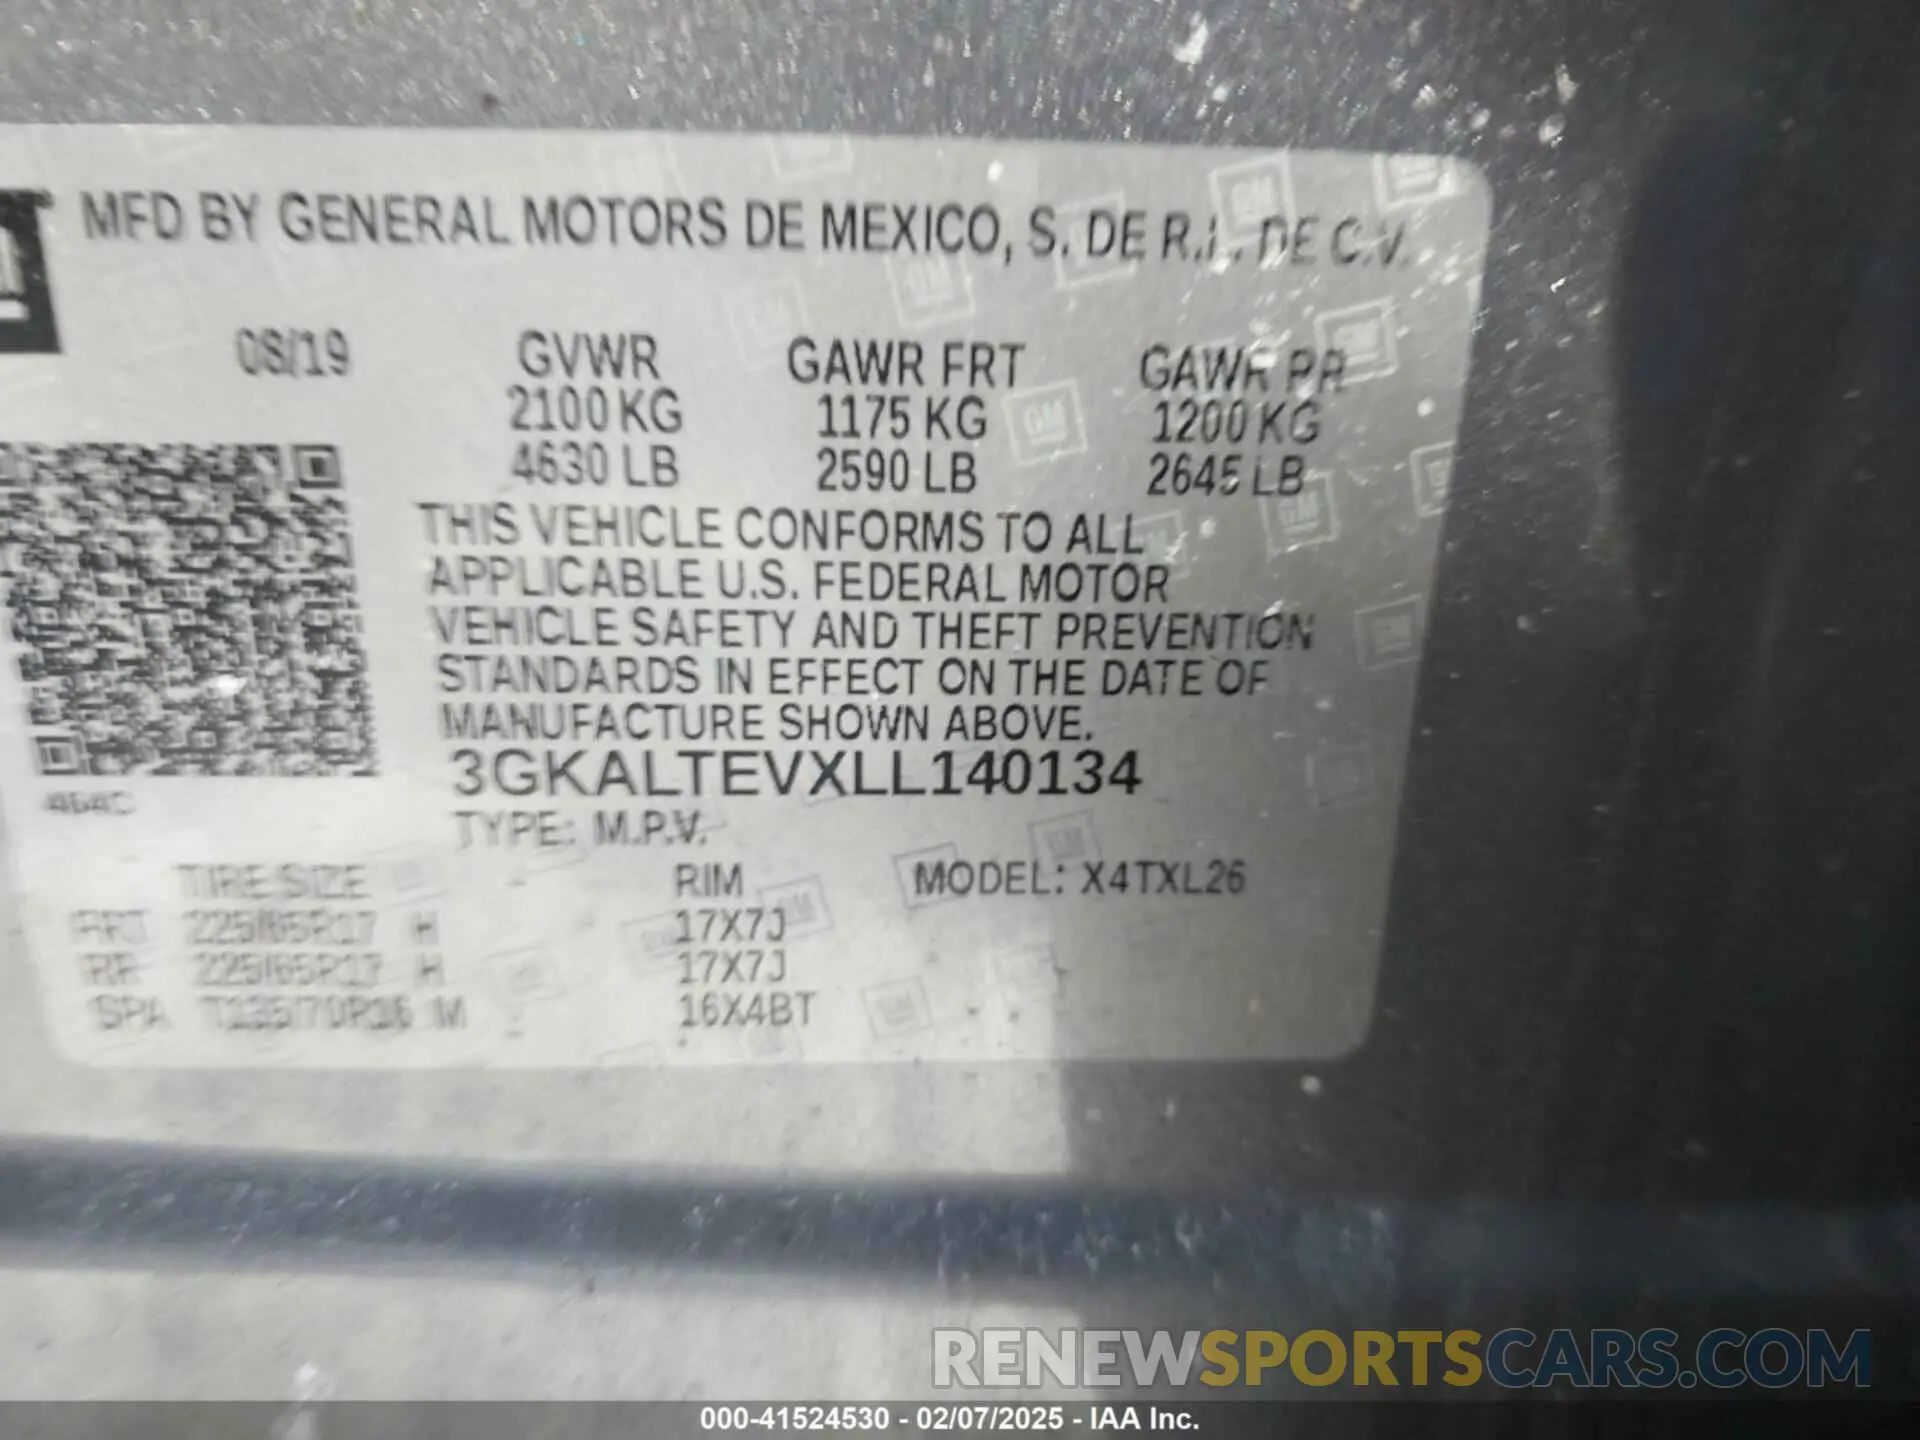 MFD BY GENERAL MOTORS DE MEXICO, S. DE R.L. DE C.V.
08/19 GVWR GAWR FRT GAWR RR
2100 KG 1175 KG 1200 KG
4630 LB 2590 LB 2645 LB
THIS VEHICLE CONFORMS TO ALL
APPLICABLE U.S. FEDERAL MOTOR
VEHICLE SAFETY AND THEFT PREVENTION
STANDARDS IN EFFECT ON THE DATE OF
MANUFACTURE SHOWN ABOVE.
3GKALTEVXLL140134
464C
TYPE: M.P.V.
TIRE SIZE RIM MODEL: X4TXL26
FRT 225/65R17 H 17X7J
RR 225/65R17 H 17X7J
SPA T135/70R16 M 16X4BT
RENEWSPORTSCARS.COM
000-41524530 - 02/07/2025 - IAA Inc.